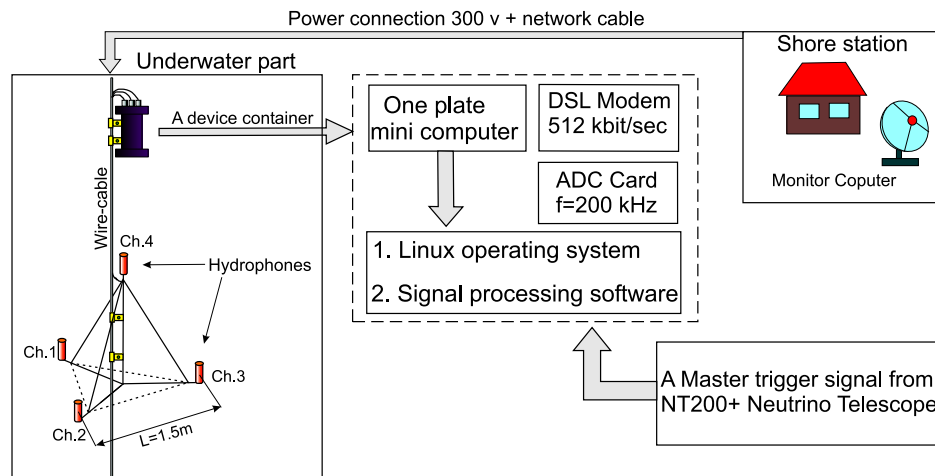 Power connection 300 v + network cable
Underwater part
Shore station
A device container
One plate
mini computer
DSL Modem
512 kbit/sec
ADC Card
f=200 kHz
Monitor Coputer
Wire-cable
Ch.4
Hydrophones
1. Linux operating system
2. Signal processing software
Ch.1
Ch.3
Ch.2
L=1.5m
A Master trigger signal from
NT200+ Neutrino Telescope